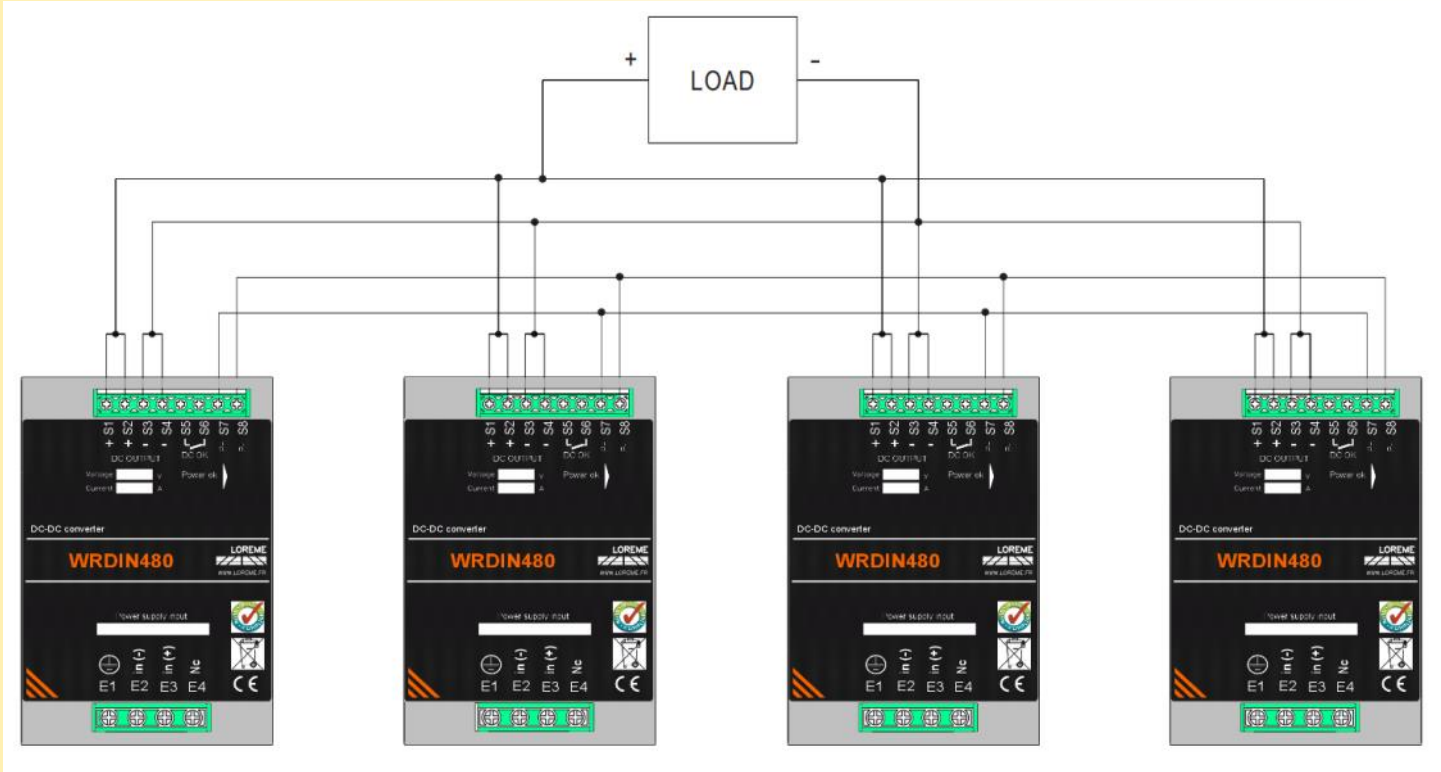 + LOAD -
S1 S2 S3 S4 S5 S6 S7 S8
+ + - -
DC OUTPUT DC OK
Voltage V Power ok
Current A
DC-DC converter
WRDIN480
LOREME
WWW.LOREME.FR
Power supply input
in (-) in (+) Nc
E1 E2 E3 E4 CE
S1 S2 S3 S4 S5 S6 S7 S8
+ + - -
DC OUTPUT DC OK
Voltage V Power ok
Current A
DC-DC converter
WRDIN480
LOREME
WWW.LOREME.FR
Power supply input
in (-) in (+) Nc
E1 E2 E3 E4 CE
S1 S2 S3 S4 S5 S6 S7 S8
+ + - -
DC OUTPUT DC OK
Voltage V Power ok
Current A
DC-DC converter
WRDIN480
LOREME
WWW.LOREME.FR
Power supply input
in (-) in (+) Nc
E1 E2 E3 E4 CE
S1 S2 S3 S4 S5 S6 S7 S8
+ + - -
DC OUTPUT DC OK
Voltage V Power ok
Current A
DC-DC converter
WRDIN480
LOREME
WWW.LOREME.FR
Power supply input
in (-) in (+) Nc
E1 E2 E3 E4 CE